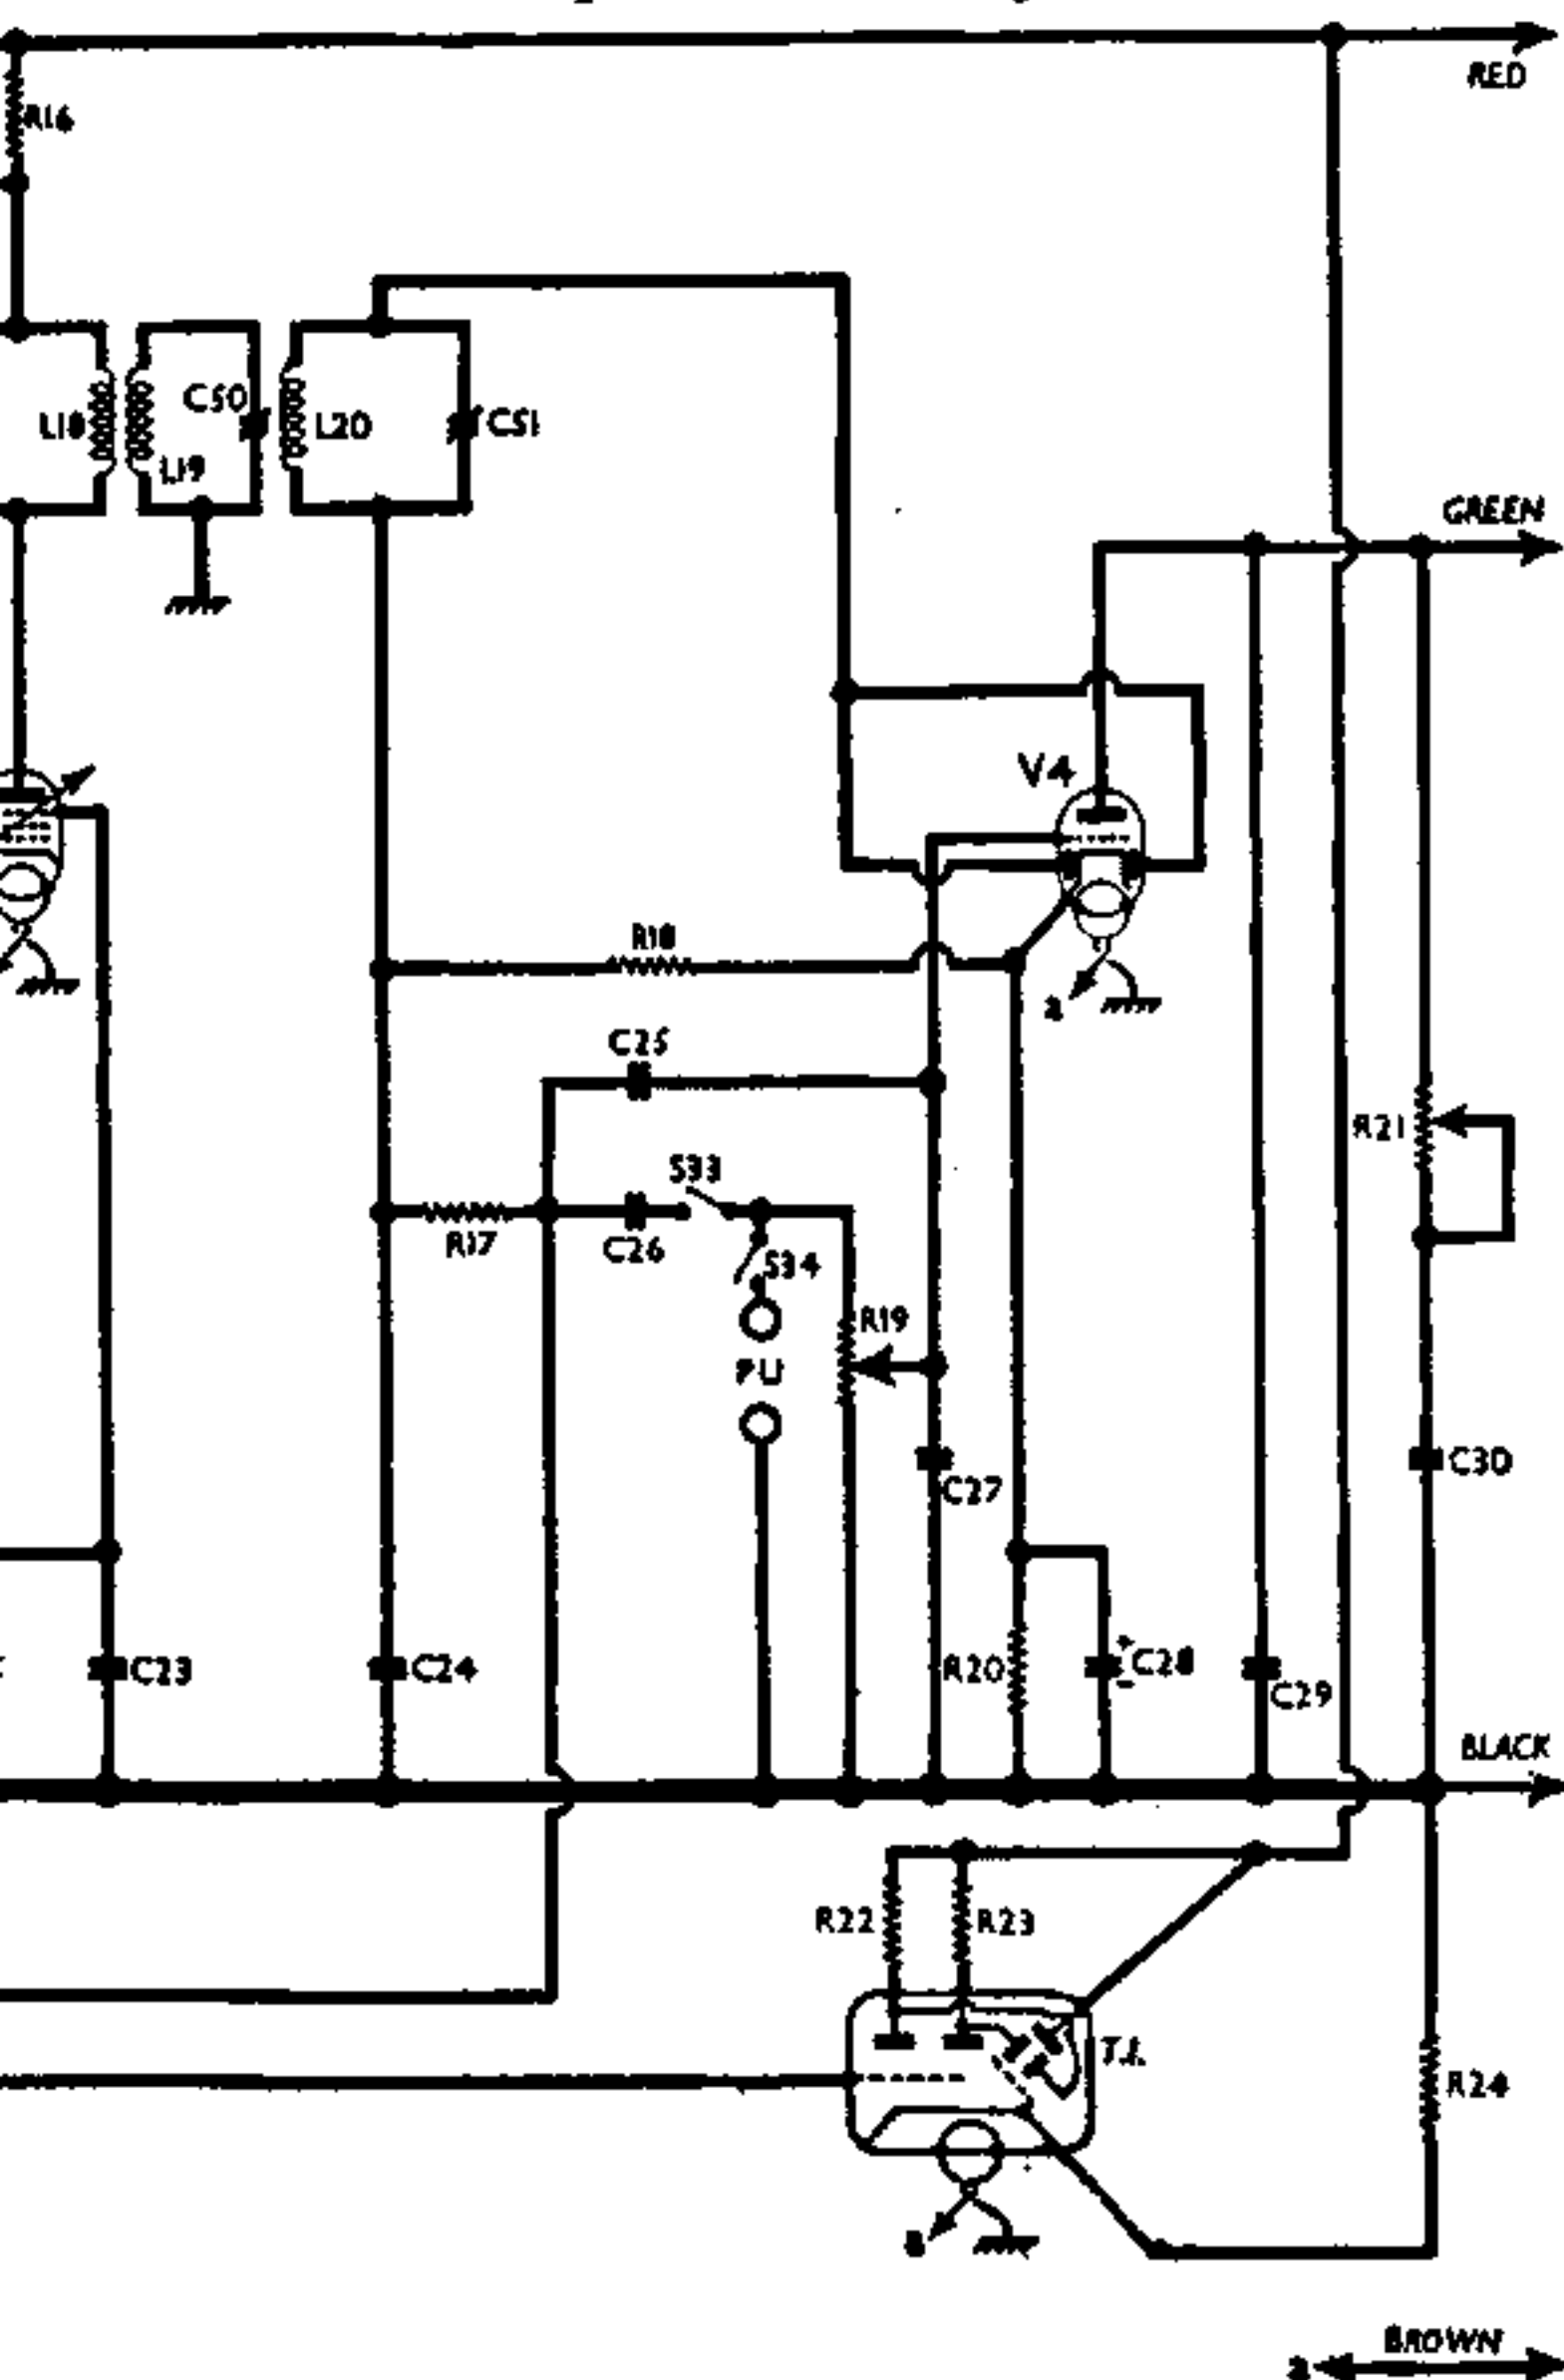 RED
R16
C50
L18
L20
C51
L19
GREEN
V4
R18
a
C25
R21
S33
R17
C26
S34
R19
PU
C30
C27
C23
C24
R20
C28
C29
BLACK
R22
R23
T.I.
R24
a
BROWN
a